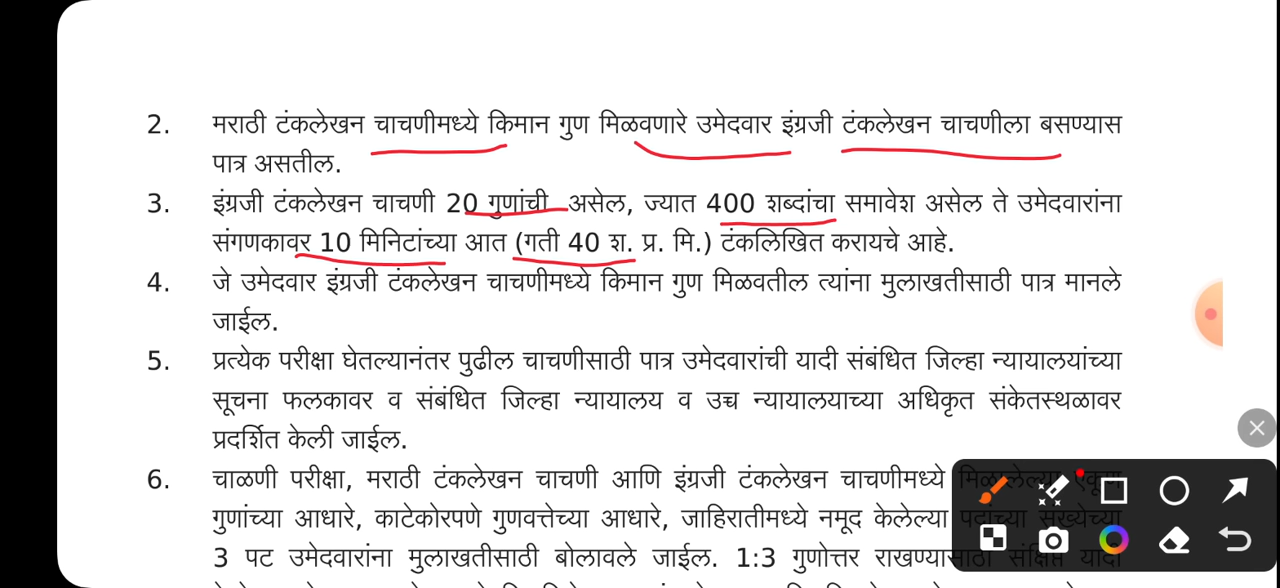 2. मराठी टंकलेखन चाचणीमध्ये किमान गुण मिळवणारे उमेदवार इंग्रजी टंकलेखन चाचणीला बसण्यास
पात्र असतील.
3. इंग्रजी टंकलेखन चाचणी 20 गुणांची असेल, ज्यात 400 शब्दांचा समावेश असेल ते उमेदवारांना
संगणकावर 10 मिनिटांच्या आत (गती 40 श. प्र. मि.) टंकलिखित करायचे आहे.
4. जे उमेदवार इंग्रजी टंकलेखन चाचणीमध्ये किमान गुण मिळवतील त्यांना मुलाखतीसाठी पात्र मानले
जाईल.
5. प्रत्येक परीक्षा घेतल्यानंतर पुढील चाचणीसाठी पात्र उमेदवारांची यादी संबंधित जिल्हा न्यायालयांच्या
सूचना फलकावर व संबंधित जिल्हा न्यायालय व उच्च न्यायालयाच्या अधिकृत संकेतस्थळावर
प्रदर्शित केली जाईल.
6. चाळणी परीक्षा, मराठी टंकलेखन चाचणी आणि इंग्रजी टंकलेखन चाचणीमध्ये मिळालेल्या एकूण
गुणांच्या आधारे, काटेकोरपणे गुणवत्तेच्या आधारे, जाहिरातीमध्ये नमूद केलेल्या पदांच्या संख्येच्या
3 पट उमेदवारांना मुलाखतीसाठी बोलावले जाईल. 1:3 गुणोत्तर राखण्यासाठी संक्षिप्त यादी